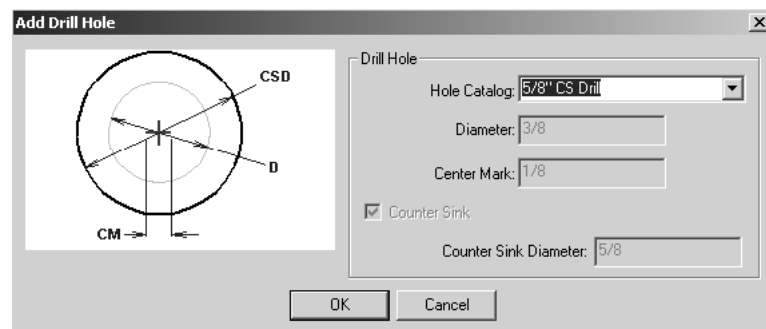 Add Drill Hole
CSD
D
CM
Drill Hole
Hole Catalog: 5/8" CS Drill
Diameter: 3/8
Center Mark: 1/8
Counter Sink
Counter Sink Diameter: 5/8
OK Cancel